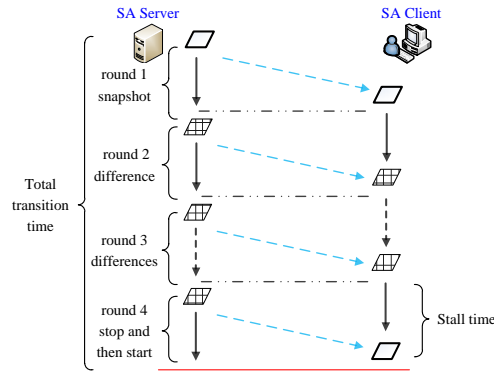 SA Server
SA Client
round 1
snapshot
round 2
difference
Total
transition
time
round 3
differences
round 4
stop and
then start
Stall time